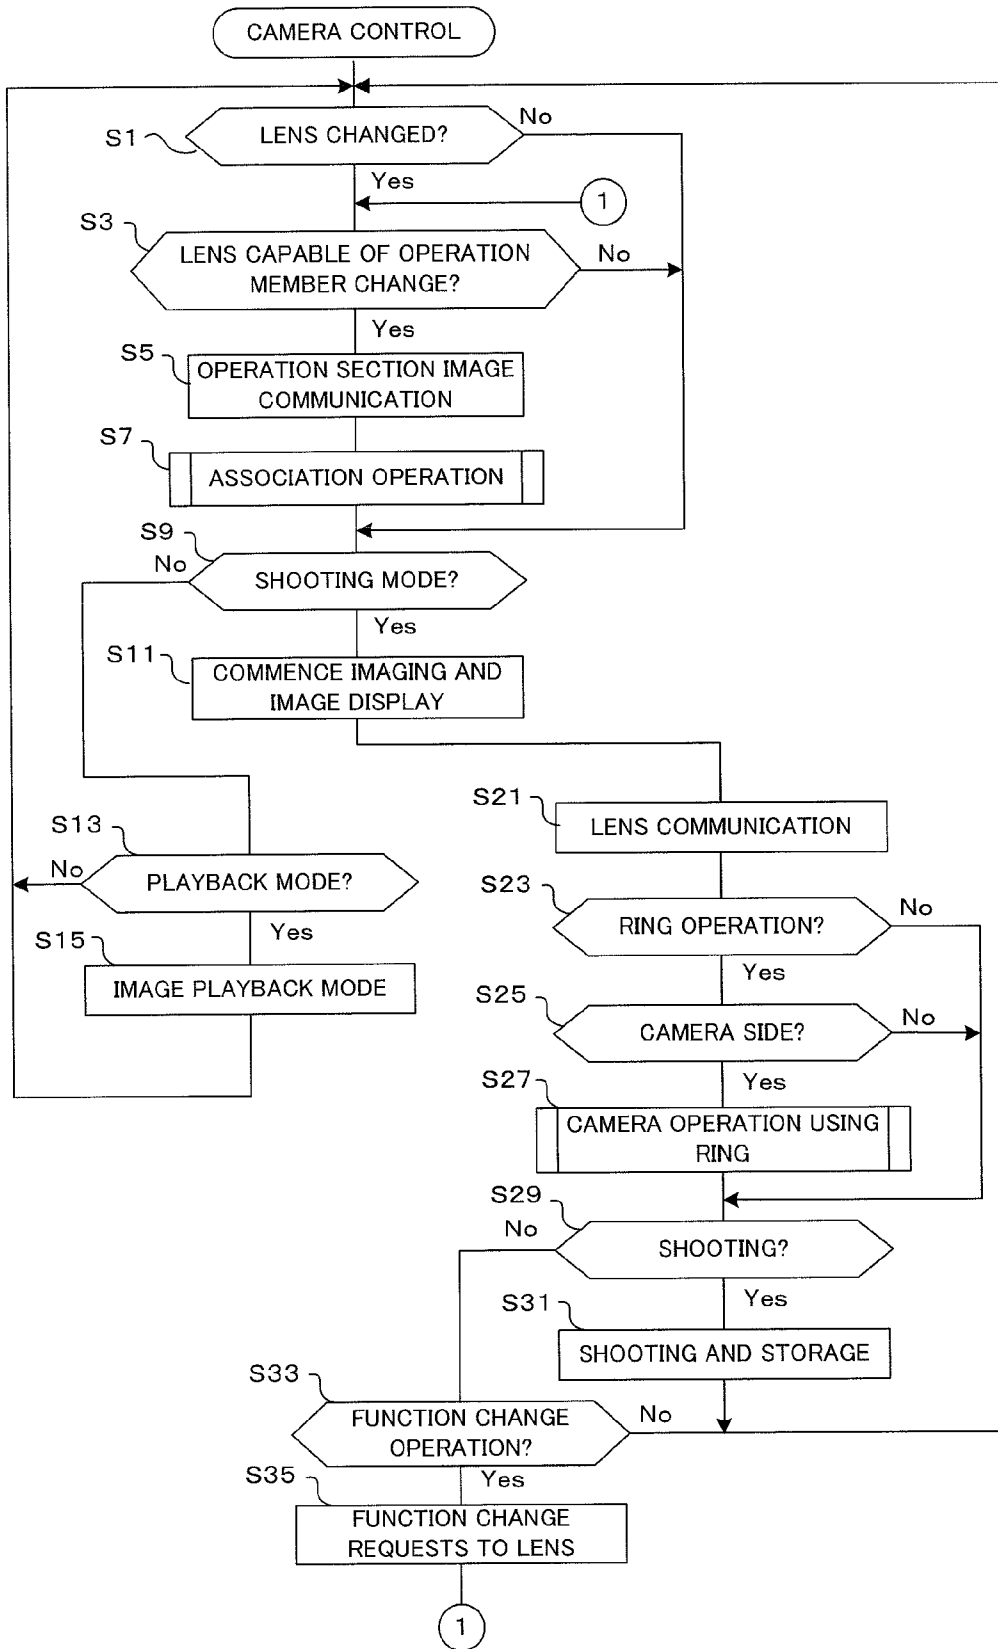 CAMERA CONTROL
S1
LENS CHANGED?
No
Yes
1
S3
LENS CAPABLE OF OPERATION
MEMBER CHANGE?
No
Yes
S5
OPERATION SECTION IMAGE
COMMUNICATION
S7
ASSOCIATION OPERATION
S9
No
SHOOTING MODE?
Yes
S11
COMMENCE IMAGING AND
IMAGE DISPLAY
S13
No
PLAYBACK MODE?
Yes
S15
IMAGE PLAYBACK MODE
S21
LENS COMMUNICATION
S23
RING OPERATION?
No
Yes
S25
CAMERA SIDE?
No
Yes
S27
CAMERA OPERATION USING
RING
S29
No
SHOOTING?
Yes
S31
SHOOTING AND STORAGE
S33
FUNCTION CHANGE
OPERATION?
No
Yes
S35
FUNCTION CHANGE
REQUESTS TO LENS
1